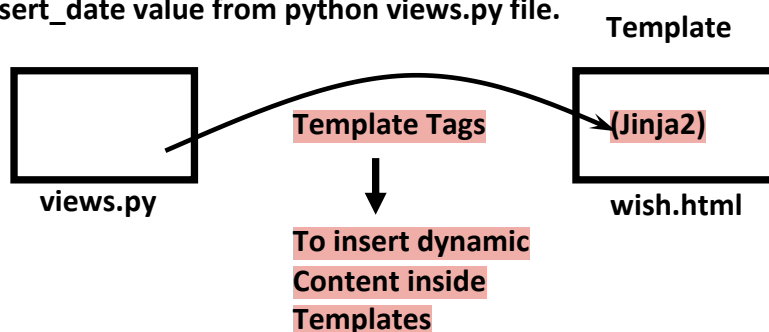 sert_date value from python views.py file.
Template
Template Tags
(Jinja2)
views.py
wish.html
To insert dynamic
Content inside
Templates